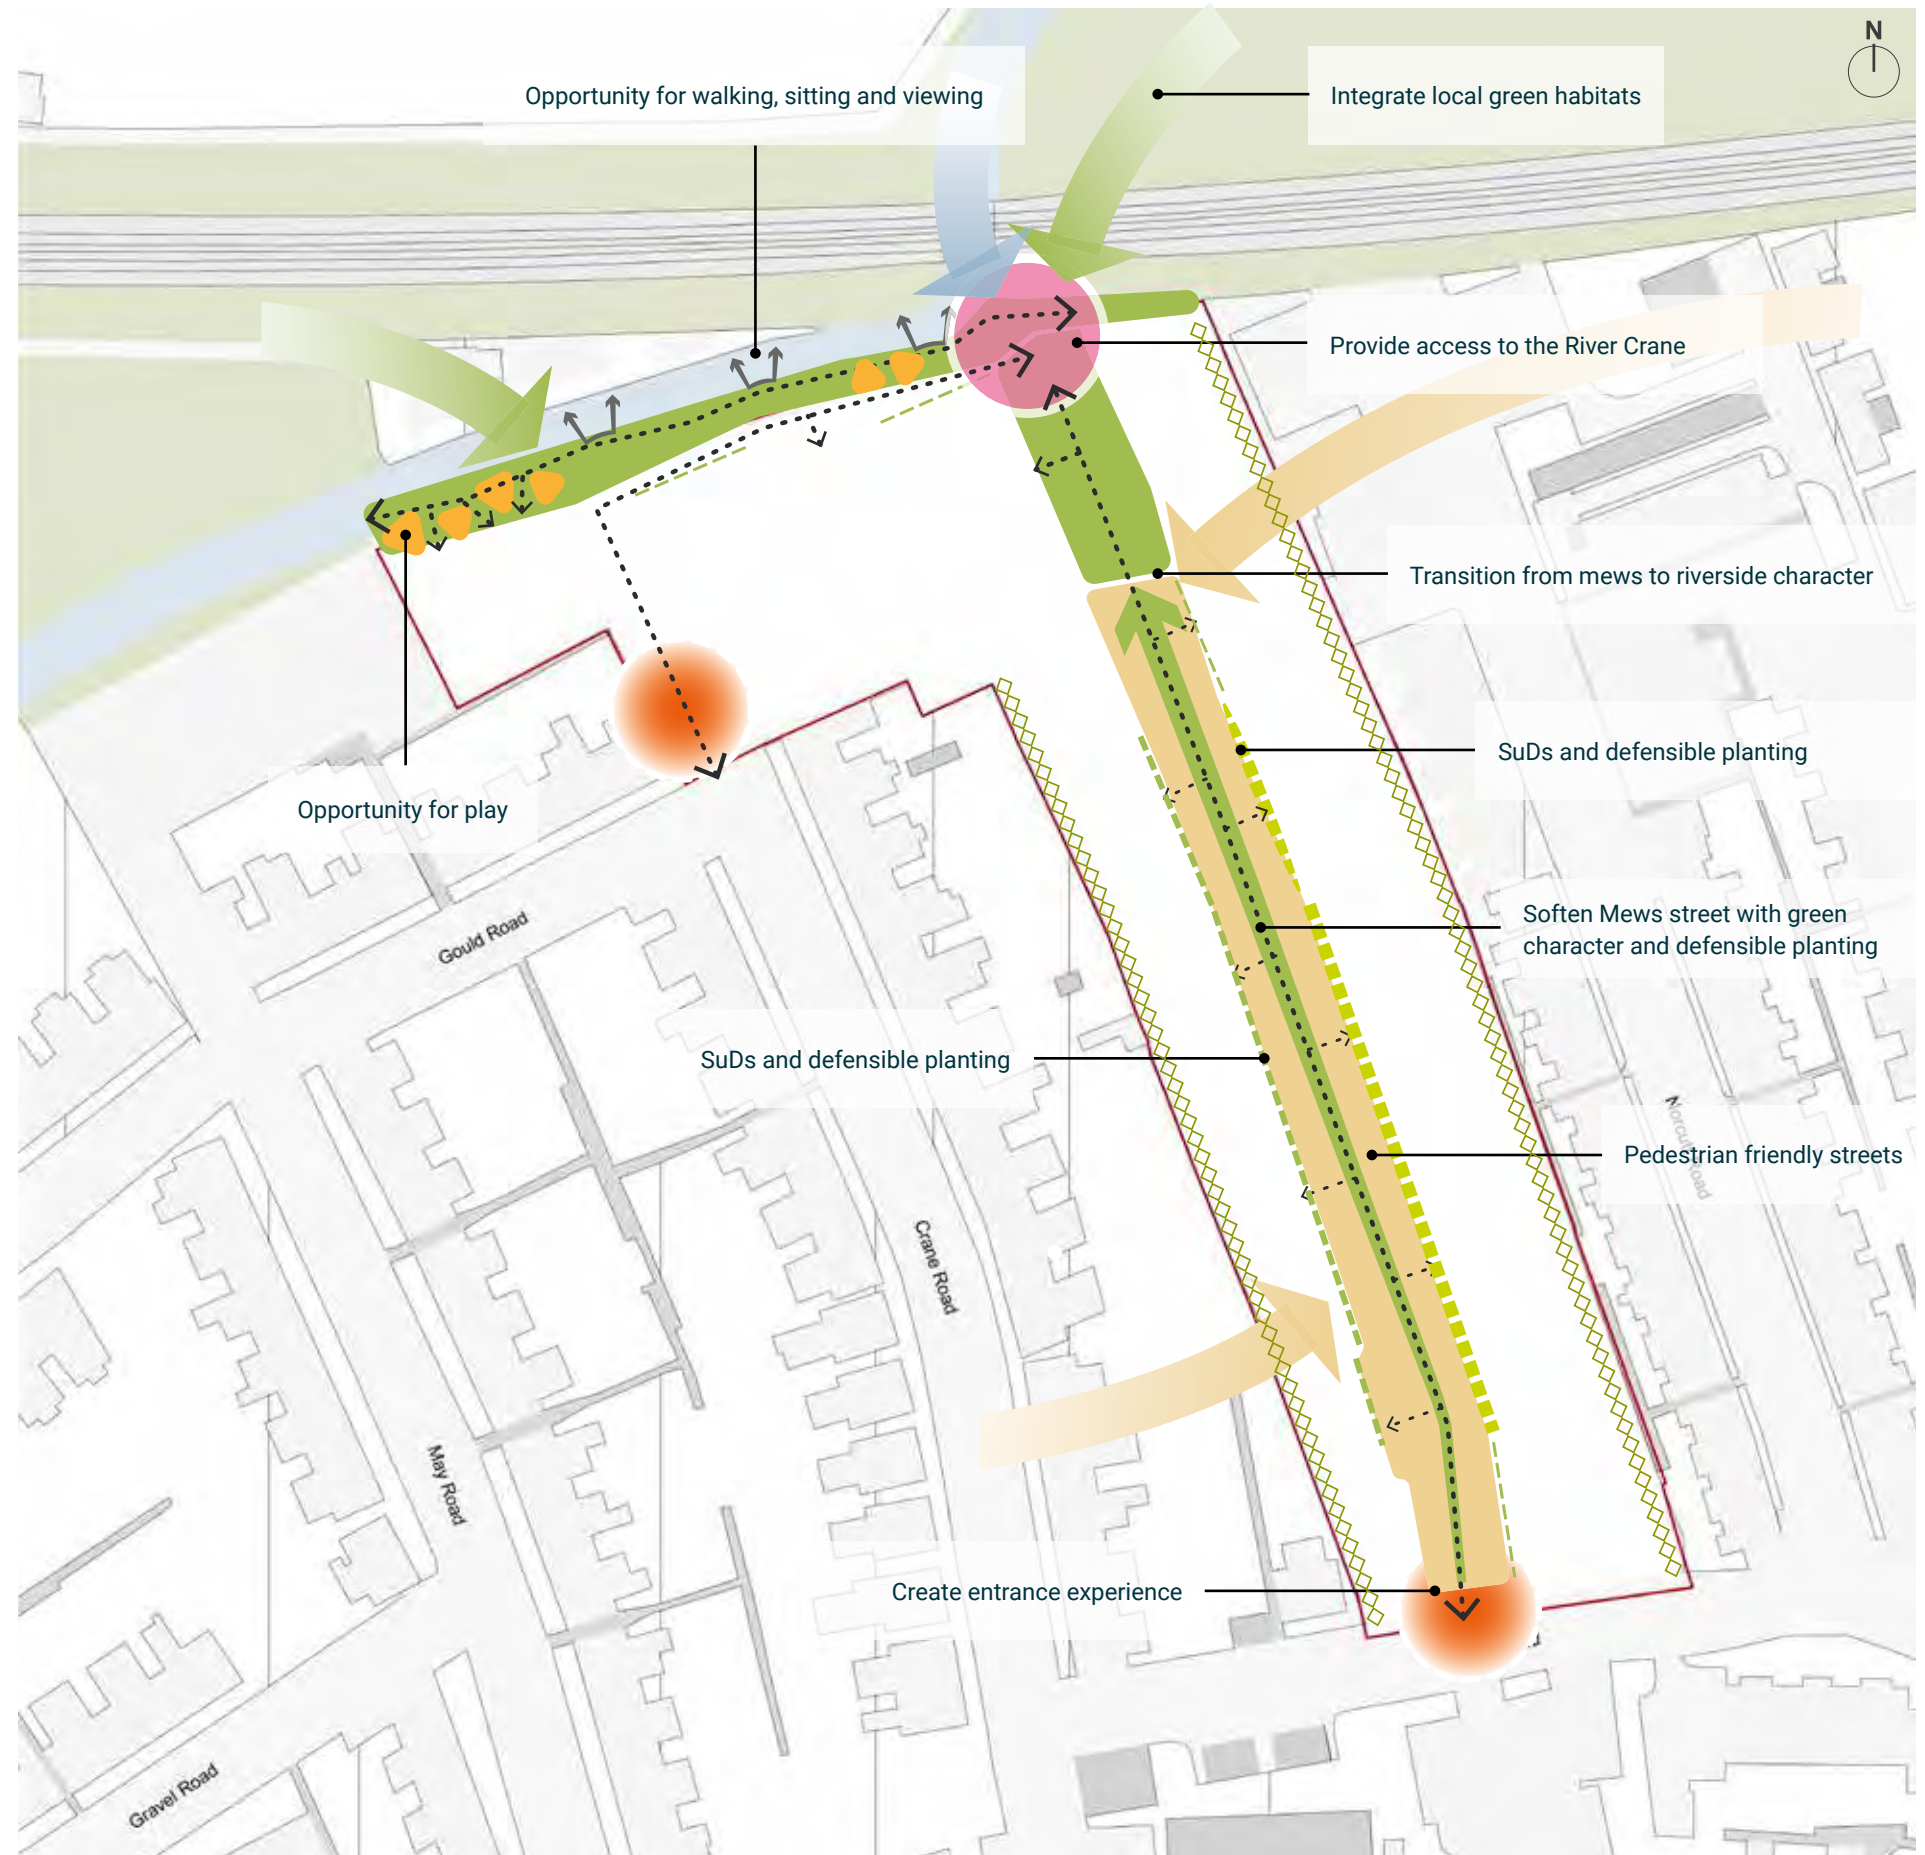 N
Opportunity for walking, sitting and viewing
Integrate local green habitats
Provide access to the River Crane
Transition from mews to riverside character
SuDs and defensible planting
Opportunity for play
Soften Mews street with green
character and defensible planting
Gould Road
SuDs and defensible planting
Norcutt Road
Pedestrian friendly streets
Crane Road
May Road
Create entrance experience
Gravel Road